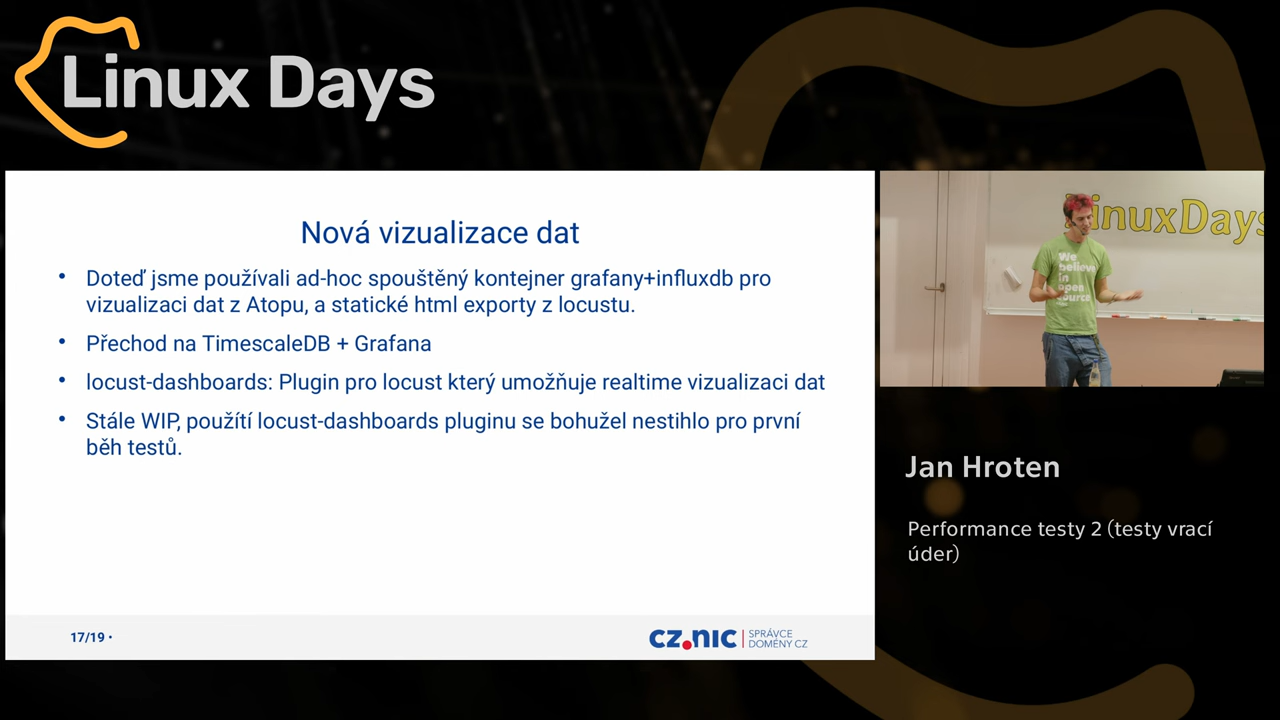 Linux Days
Nová vizualizace dat
• Doteď jsme používali ad-hoc spouštěný kontejner grafany+influxdb pro
vizualizaci dat z Atopu, a statické html exporty z locustu.
• Přechod na TimescaleDB + Grafana
• locust-dashboards: Plugin pro locust který umožňuje realtime vizualizaci dat
• Stále WIP, použítí locust-dashboards pluginu se bohužel nestihlo pro první
běh testů.
17/19 •
cz.nic
SPRÁVCE
DOMÉNY CZ
LinuxDays
We
believe
in
open
source
Jan Hroten
Performance testy 2 (testy vrací
úder)